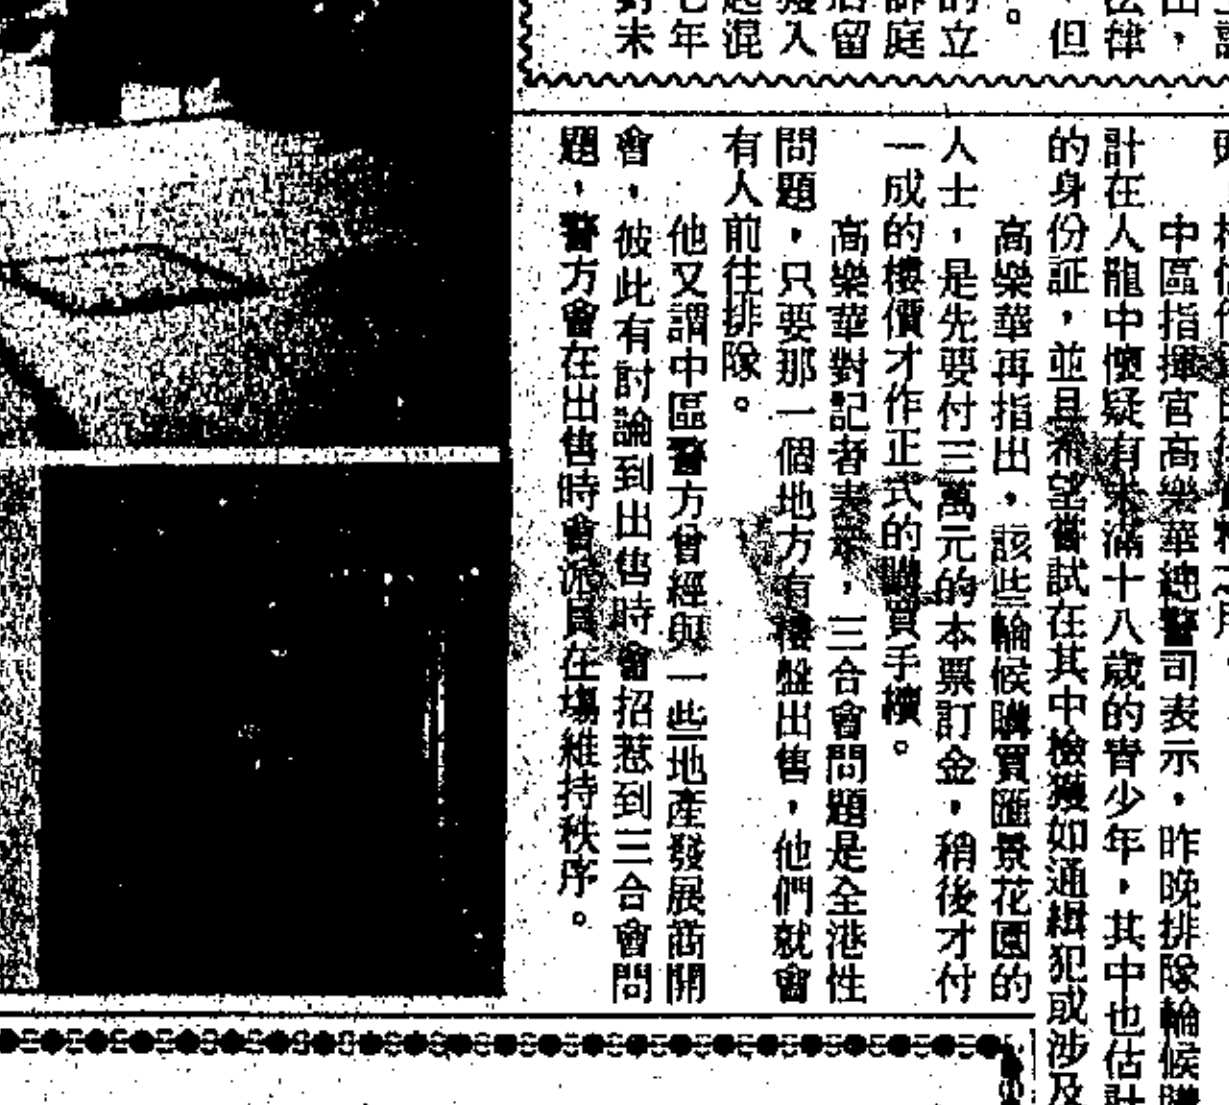 中區指揮官高樂華總警司表示,昨晚排隊輪候
計在人龍中懷疑有未滿十八歲的青少年,其中也估計
的身份証,並且希望嘗試在其中檢獲如通緝犯或涉及
高樂華再指出,該些輪候購買匯景花園的
人士,是先要付三萬元的本票訂金,稍後才付
一成的樓價才作正式的購買手續。
高樂華對記者表示,三合會問題是全港性
問題,只要那一個地方有樓盤出售,他們就會
有人前往排隊。
他又謂中區警方曾經與一些地產發展商開
會,彼此有討論到出售時會招惹到三合會問
題,警方會在出售時會派員在場維持秩序。